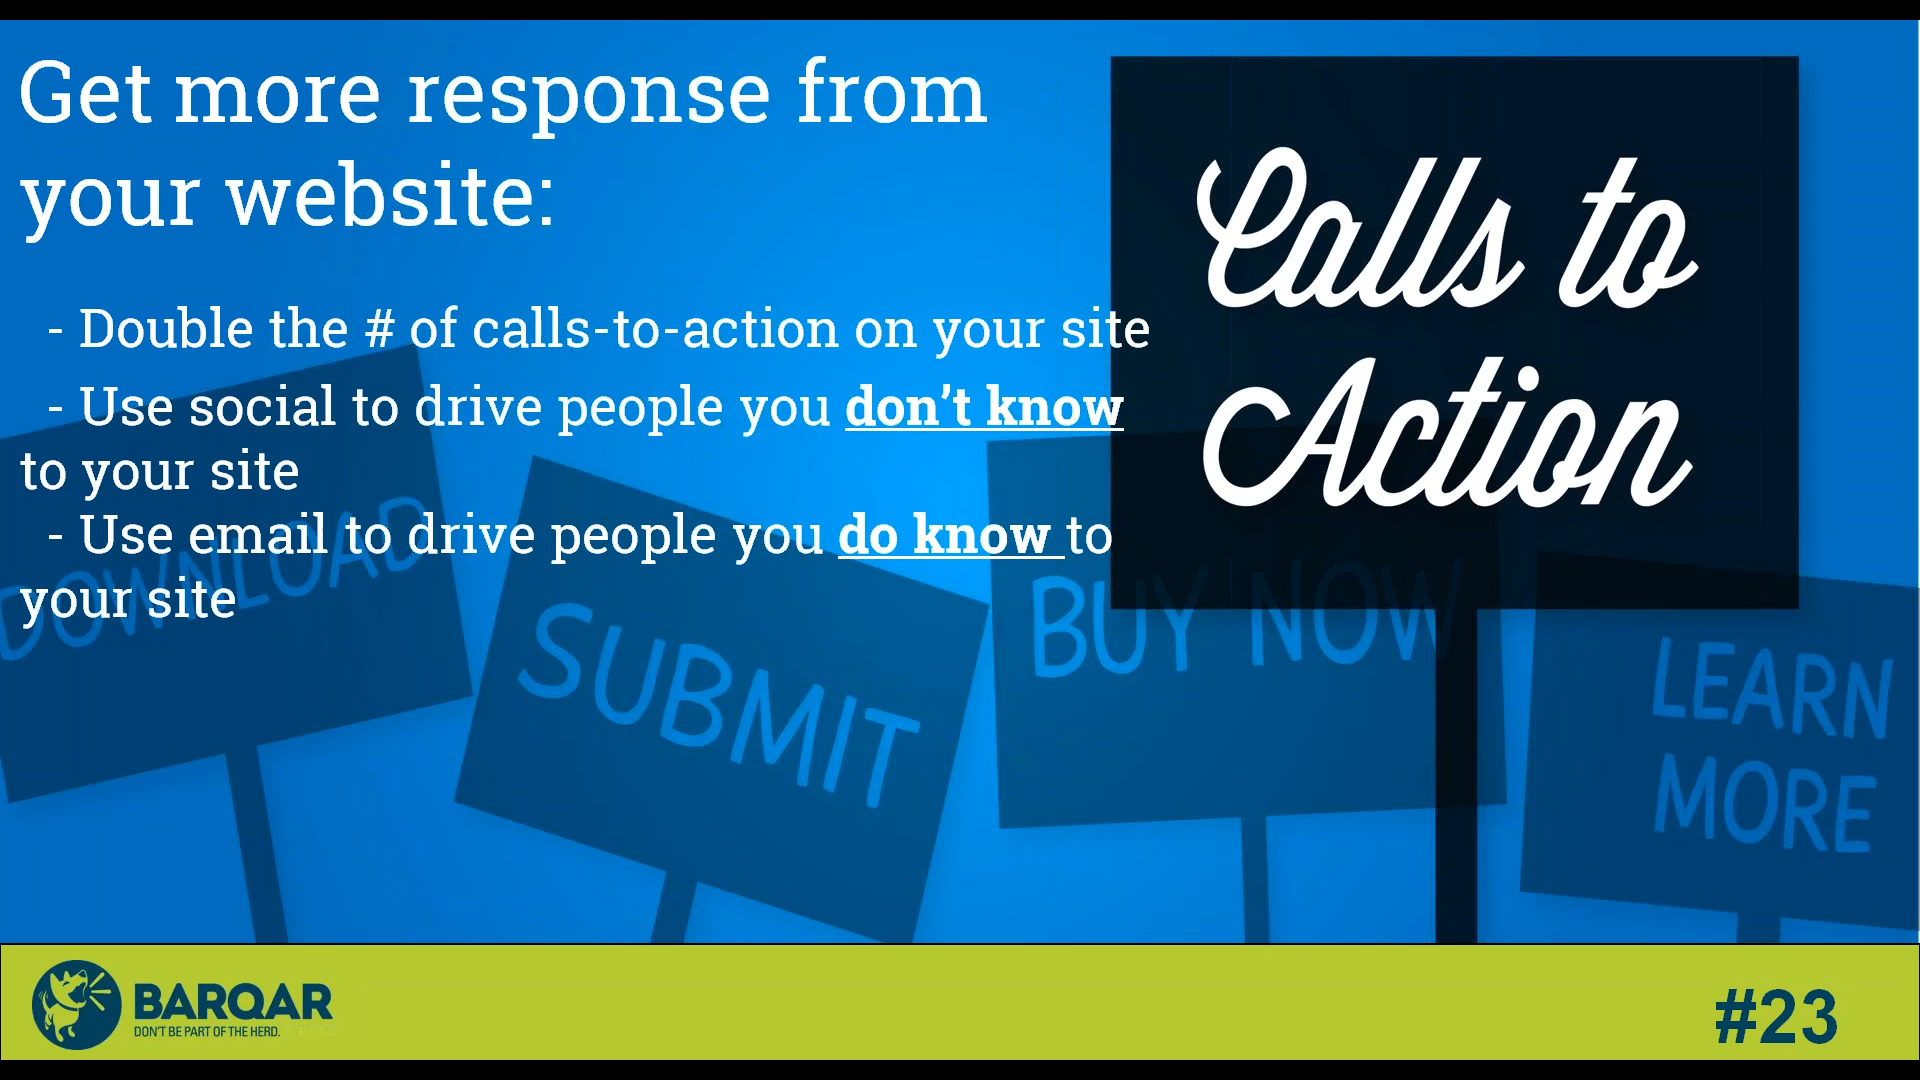 Get more response from
your website:
- Double the # of calls-to-action on your site
- Use social to drive people you don’t know
to your site
- Use email to drive people you do know to
your site
Calls to
Action
DOWNLOAD
SUBMIT
BUY NOW
LEARN
MORE
BARQAR
DON'T BE PART OF THE HERD.
#23